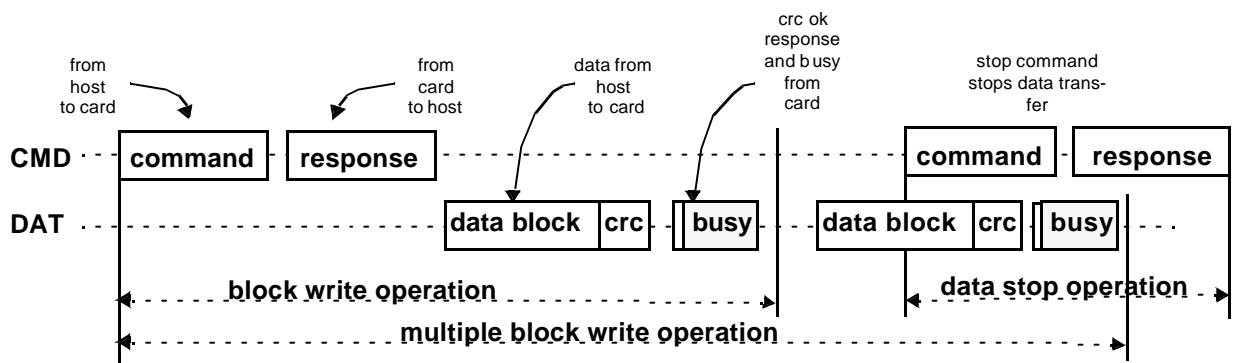 from
host
to card
from
card
to host
data from
host
to card
crc ok
response
and busy
from
card
stop command
stops data trans-
fer
CMD command response command response
DAT data block crc busy data block crc busy
block write operation data stop operation
multiple block write operation